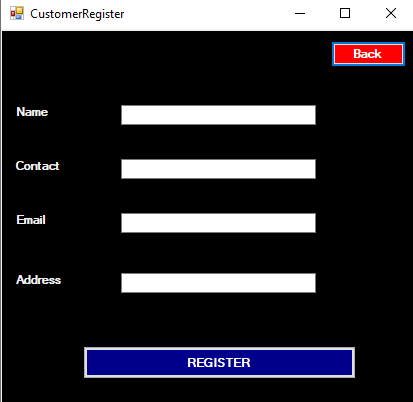 CustomerRegister
Back
Name
Contact
Email
Address
REGISTER